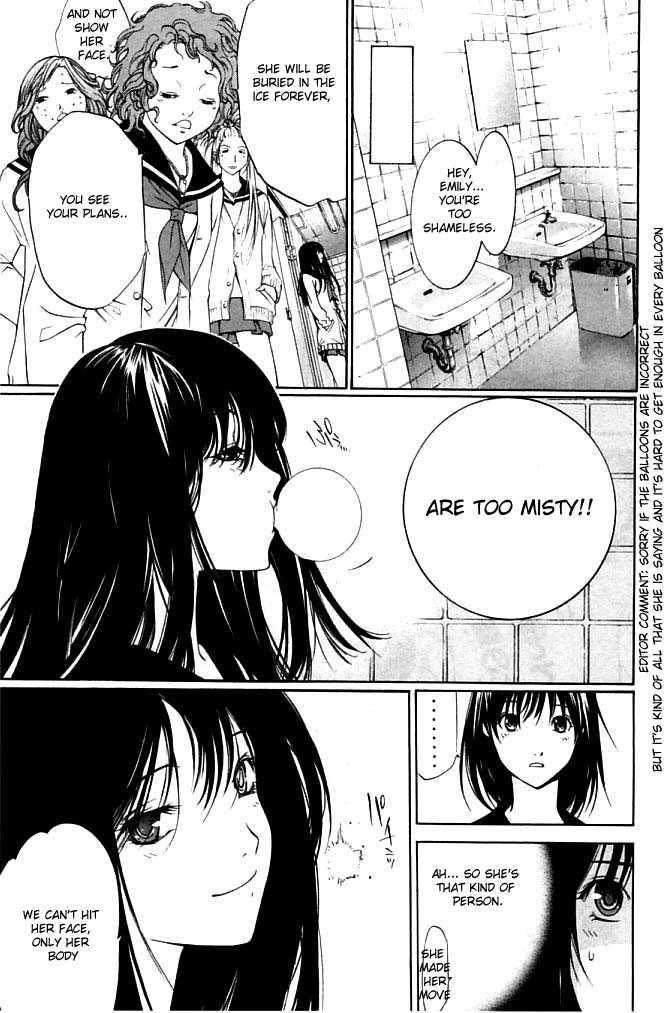 HEY,
EMILY...
YOU'RE
TOO
SHAMELESS.
SHE WILL BE
BURIED IN THE
ICE FOREVER,
AND NOT
SHOW
HER
FACE.
YOU SEE
YOUR PLANS..
ARE TOO MISTY!!
.......
AH... SO SHE'S
THAT KIND OF
PERSON.
SHE
MADE
HER
MOVE
WE CAN'T HIT
HER FACE,
ONLY HER
BODY
EDITOR COMMENT: SORRY IF THE BALLOONS ARE INCORRECT
BUT IT'S KIND OF ALL THAT SHE IS SAYING AND IT'S HARD TO GET ENOUGH IN EVERY BALLOON